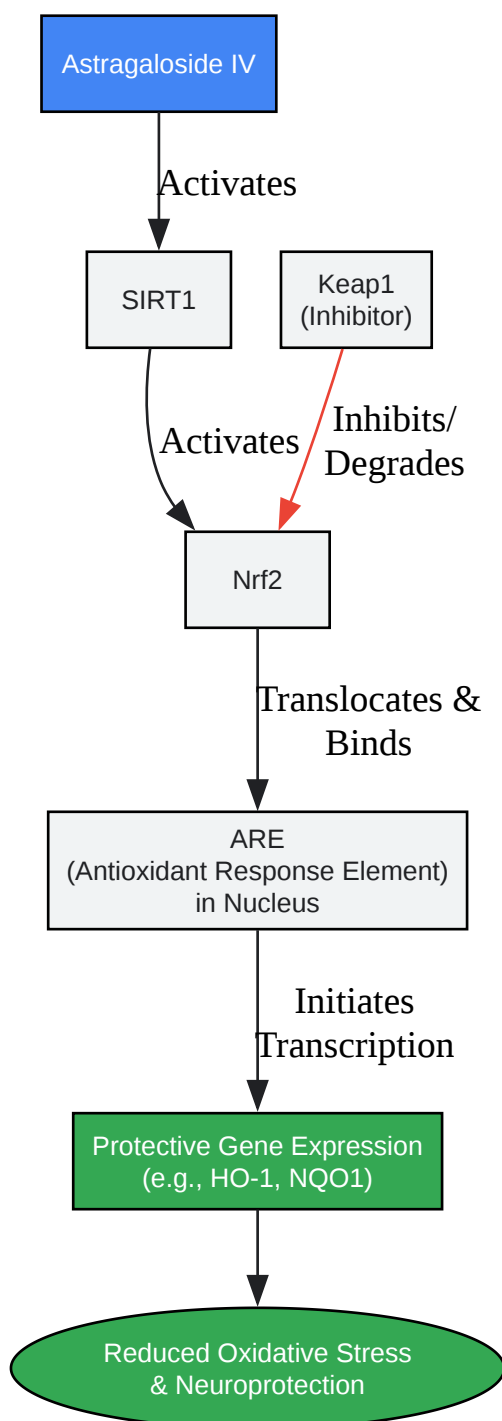 Astragaloside IV
Activates
SIRT1
Keap1
(Inhibitor)
Activates
Inhibits/
Degrades
Nrf2
Translocates &
Binds
ARE
(Antioxidant Response Element)
in Nucleus
Initiates
Transcription
Protective Gene Expression
(e.g., HO-1, NQO1)
Reduced Oxidative Stress
& Neuroprotection